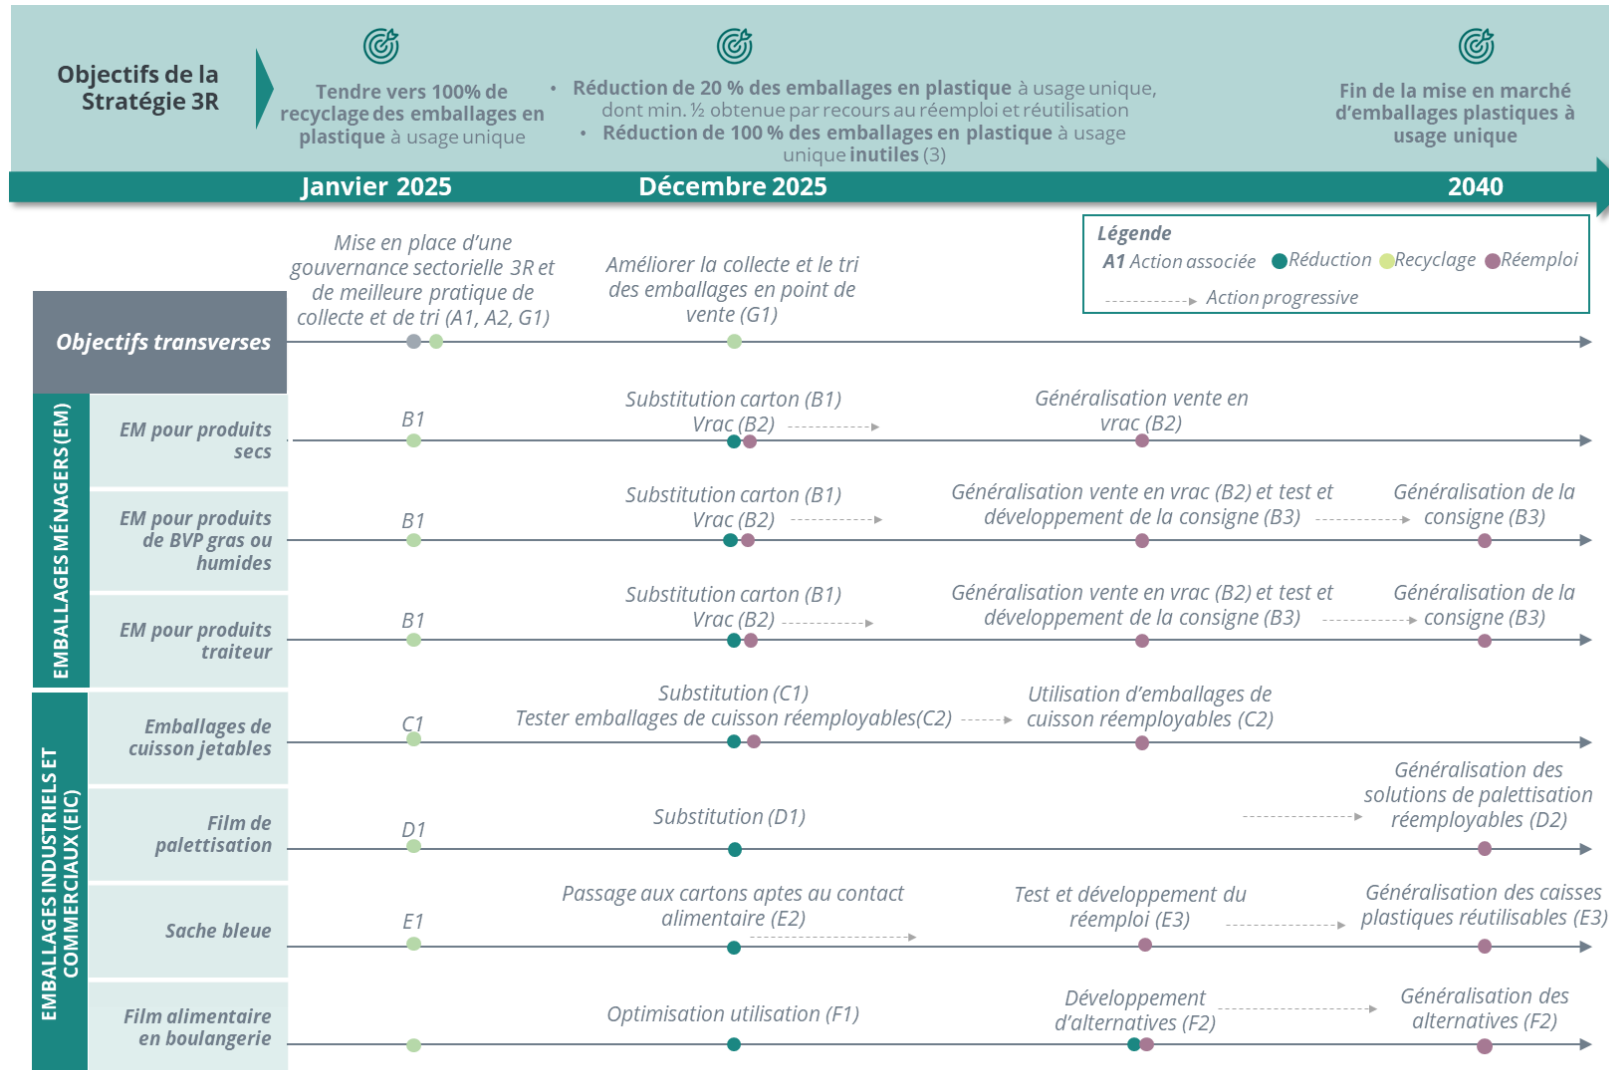 Objectifs de la
Stratégie 3R
Tendre vers 100% de
recyclage des emballages en
plastique à usage unique
• Réduction de 20 % des emballages en plastique à usage unique,
dont min. ½ obtenue par recours au réemploi et réutilisation
• Réduction de 100 % des emballages en plastique à usage
unique inutiles (3)
Fin de la mise en marché
d’emballages plastiques à
usage unique
Janvier 2025
Décembre 2025
2040
Légende
A1 Action associée
Réduction
Recyclage
Réemploi
Action progressive
Objectifs transverses
Mise en place d’une
gouvernance sectorielle 3R et
de meilleure pratique de
collecte et de tri (A1, A2, G1)
Améliorer la collecte et le tri
des emballages en point de
vente (G1)
EMBALLAGES MÉNAGERS (EM)
EM pour produits
secs
B1
Substitution carton (B1)
Vrac (B2)
Généralisation vente en
vrac (B2)
EM pour produits
de BVP gras ou
humides
B1
Substitution carton (B1)
Vrac (B2)
Généralisation vente en vrac (B2) et test et
développement de la consigne (B3)
Généralisation de la
consigne (B3)
EM pour produits
traiteur
B1
Substitution carton (B1)
Vrac (B2)
Généralisation vente en vrac (B2) et test et
développement de la consigne (B3)
Généralisation de la
consigne (B3)
EMBALLAGES INDUSTRIELS ET
COMMERCIAUX (EIC)
Emballages de
cuisson jetables
C1
Substitution (C1)
Tester emballages de cuisson réemployables(C2)
Utilisation d’emballages de
cuisson réemployables (C2)
Film de
palettisation
D1
Substitution (D1)
Généralisation des
solutions de palettisation
réemployables (D2)
Sache bleue
E1
Passage aux cartons aptes au contact
alimentaire (E2)
Test et développement du
réemploi (E3)
Généralisation des caisses
plastiques réutilisables (E3)
Film alimentaire
en boulangerie
Optimisation utilisation (F1)
Développement
d’alternatives (F2)
Généralisation des
alternatives (F2)